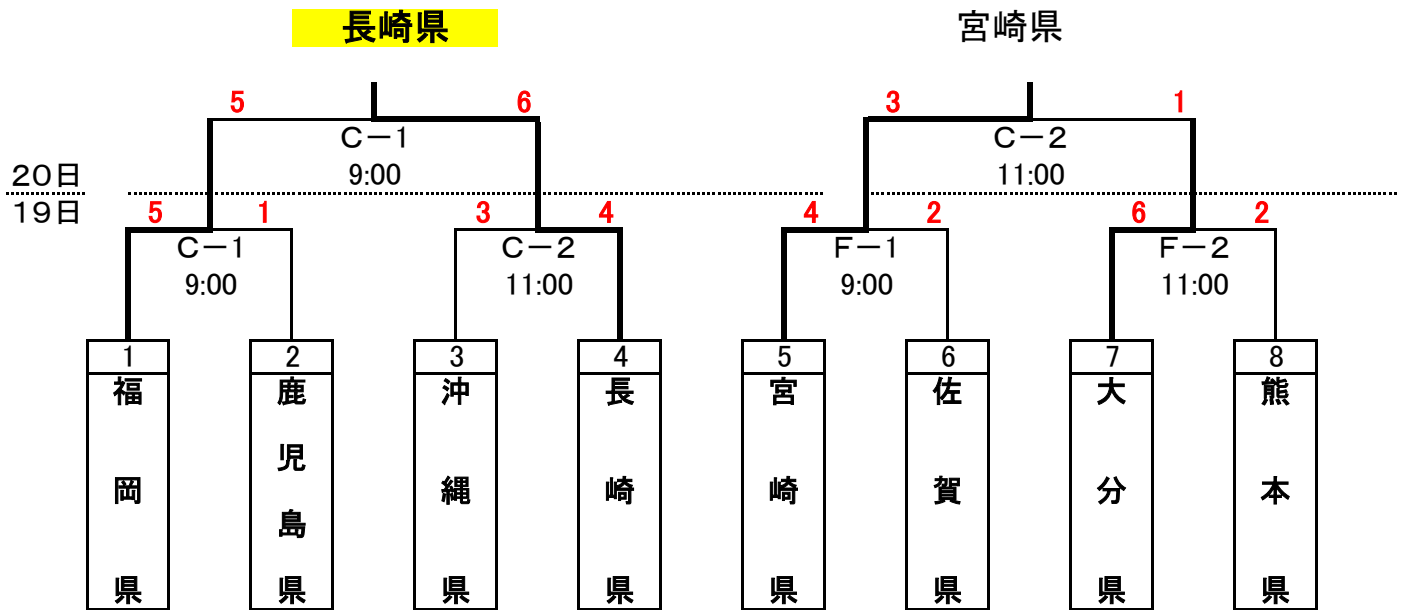 長崎県 宮崎県
5 6 3 1
C-1 C-2
20日 9:00 11:00
19日 5 1 3 4 4 2 6 2
C-1 C-2 F-1 F-2
9:00 11:00 9:00 11:00
1 2 3 4 5 6 7 8
福岡県 鹿児島県 沖縄県 長崎県 宮崎県 佐賀県 大分県 熊本県